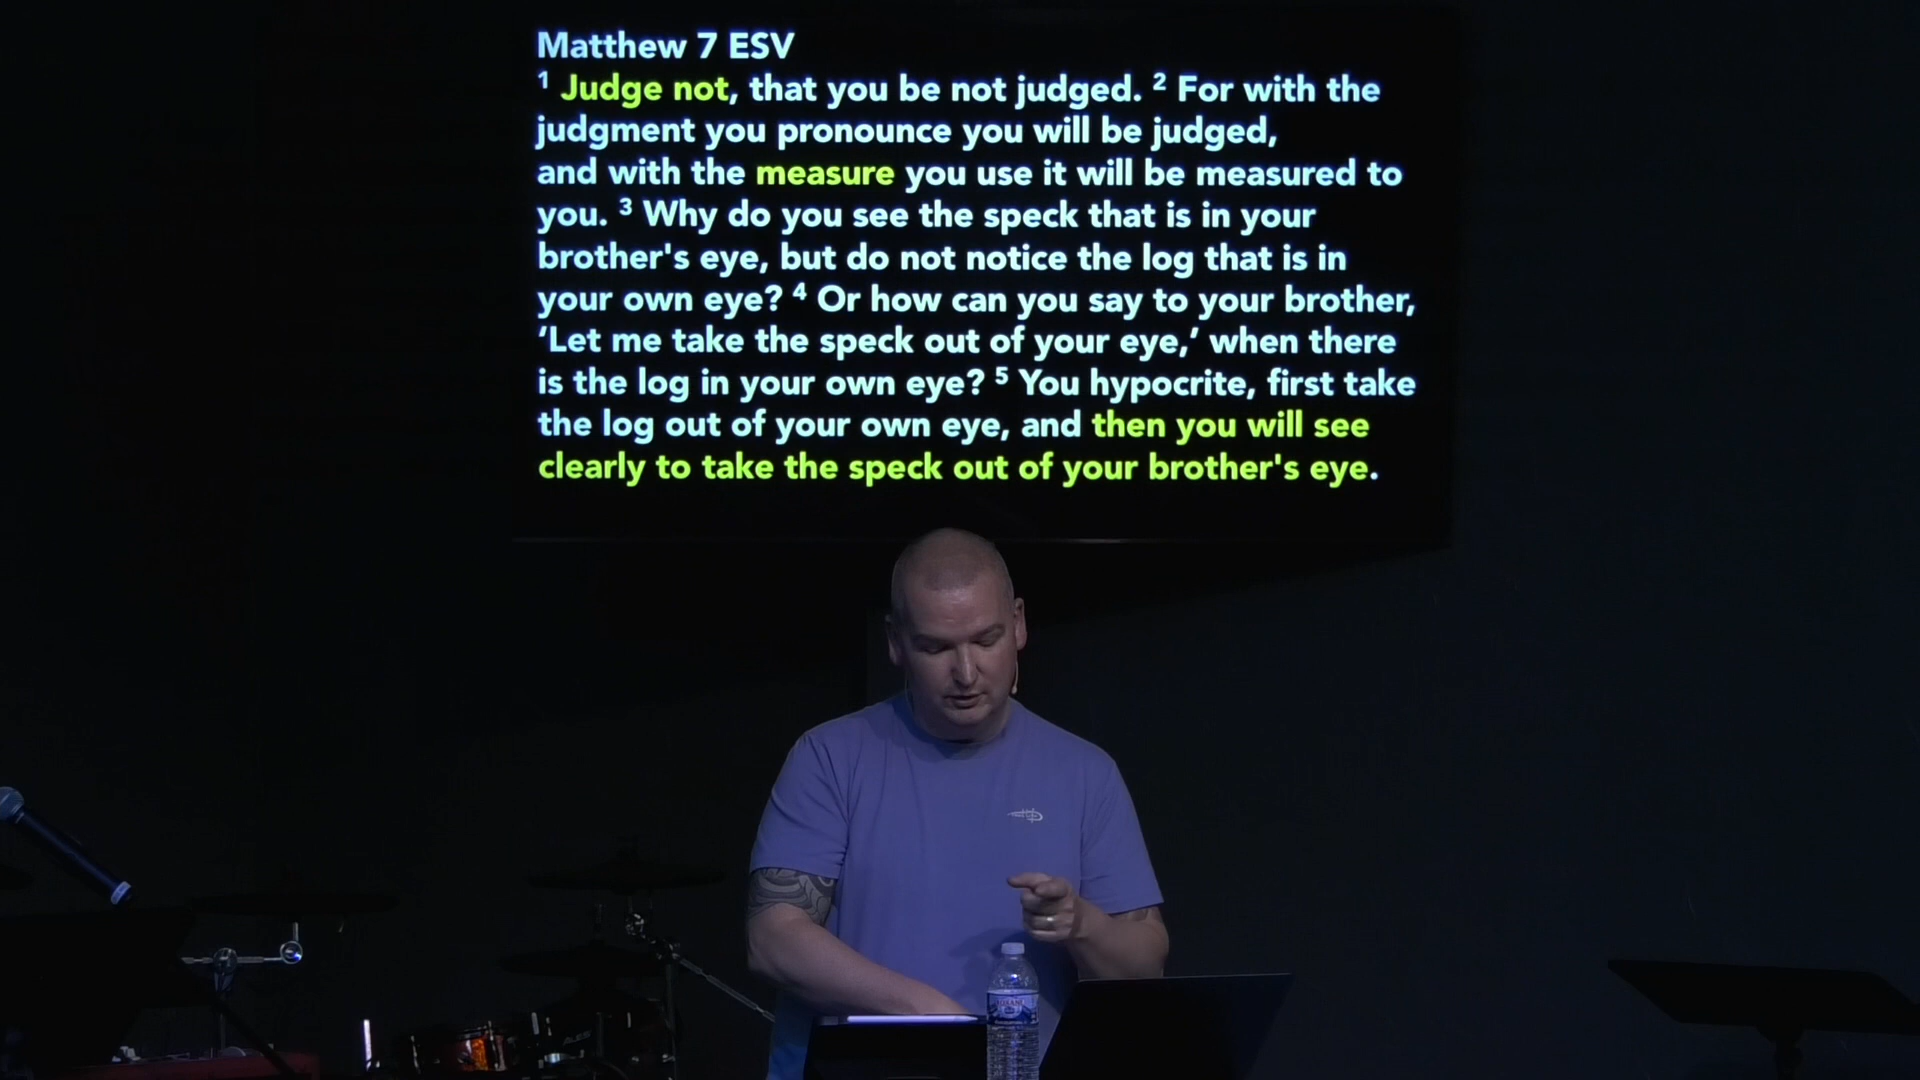 Matthew 7 ESV
¹ Judge not, that you be not judged. ² For with the
judgment you pronounce you will be judged,
and with the measure you use it will be measured to
you. ³ Why do you see the speck that is in your
brother's eye, but do not notice the log that is in
your own eye? ⁴ Or how can you say to your brother,
‘Let me take the speck out of your eye,’ when there
is the log in your own eye? ⁵ You hypocrite, first take
the log out of your own eye, and then you will see
clearly to take the speck out of your brother's eye.